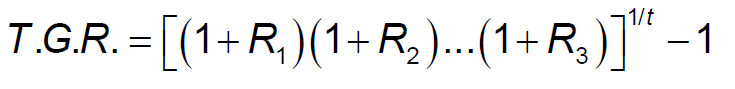 T.G.R. = [(1+R₁)(1+R₂)...(1+R₃)]^{1/t} − 1